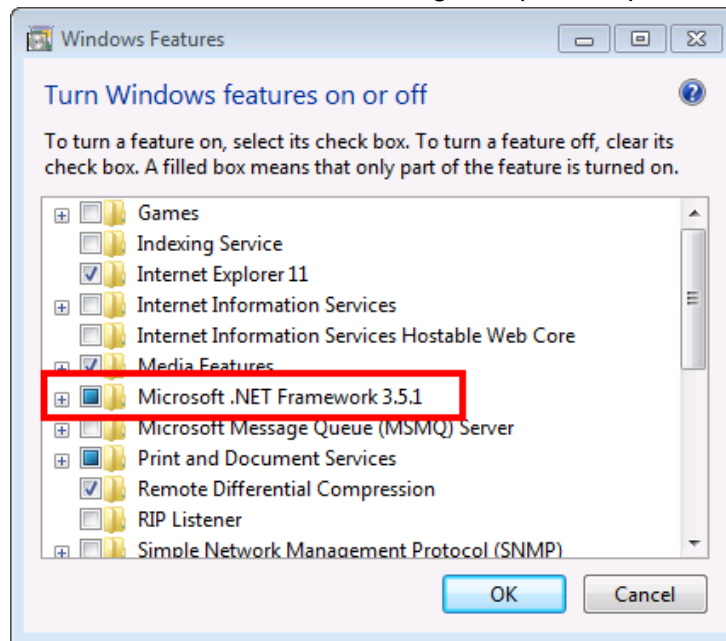 Windows Features
Turn Windows features on or off
To turn a feature on, select its check box. To turn a feature off, clear its
check box. A filled box means that only part of the feature is turned on.
Games
Indexing Service
Internet Explorer 11
Internet Information Services
Internet Information Services Hostable Web Core
Media Features
Microsoft .NET Framework 3.5.1
Microsoft Message Queue (MSMQ) Server
Print and Document Services
Remote Differential Compression
RIP Listener
Simple Network Management Protocol (SNMP)
OK Cancel